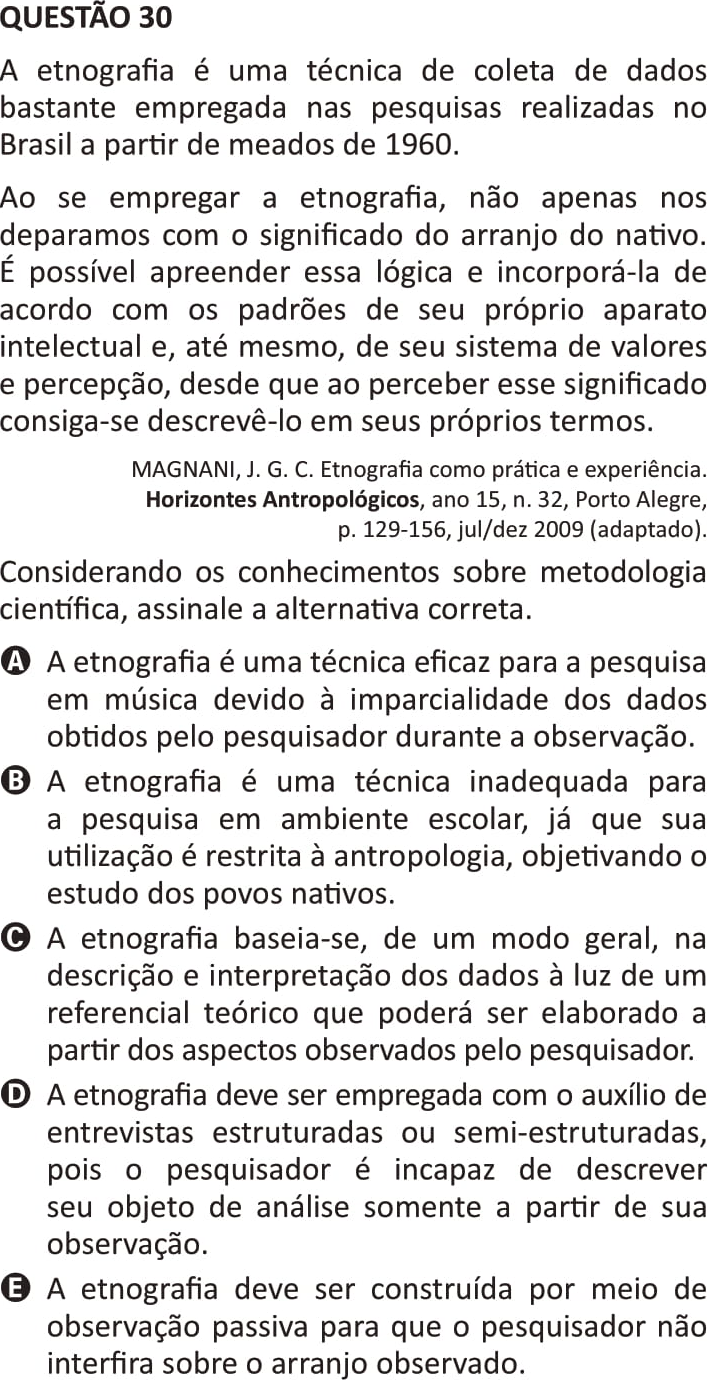 QUESTÃO 30
A etnografia é uma técnica de coleta de dados
bastante empregada nas pesquisas realizadas no
Brasil a partir de meados de 1960.
Ao se empregar a etnografia, não apenas nos
deparamos com o significado do arranjo do nativo.
É possível apreender essa lógica e incorporá-la de
acordo com os padrões de seu próprio aparato
intelectual e, até mesmo, de seu sistema de valores
e percepção, desde que ao perceber esse significado
consiga-se descrevê-lo em seus próprios termos.
MAGNANI, J. G. C. Etnografia como prática e experiência.
Horizontes Antropológicos, ano 15, n. 32, Porto Alegre,
p. 129-156, jul/dez 2009 (adaptado).
Considerando os conhecimentos sobre metodologia
científica, assinale a alternativa correta.
A A etnografia é uma técnica eficaz para a pesquisa
em música devido à imparcialidade dos dados
obtidos pelo pesquisador durante a observação.
B A etnografia é uma técnica inadequada para
a pesquisa em ambiente escolar, já que sua
utilização é restrita à antropologia, objetivando o
estudo dos povos nativos.
C A etnografia baseia-se, de um modo geral, na
descrição e interpretação dos dados à luz de um
referencial teórico que poderá ser elaborado a
partir dos aspectos observados pelo pesquisador.
D A etnografia deve ser empregada com o auxílio de
entrevistas estruturadas ou semi-estruturadas,
pois o pesquisador é incapaz de descrever
seu objeto de análise somente a partir de sua
observação.
E A etnografia deve ser construída por meio de
observação passiva para que o pesquisador não
interfira sobre o arranjo observado.